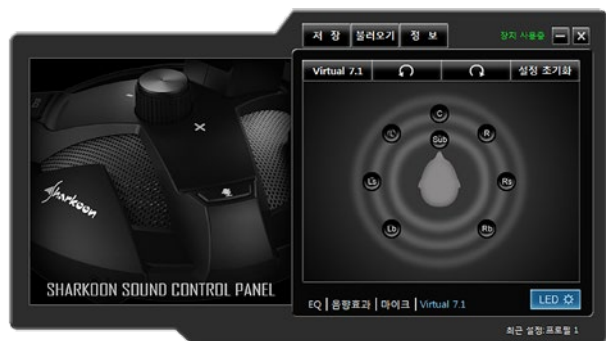 저 장 불러오기 정 보 장치 사용중
Virtual 7.1 설정 초기화
C
L R
Sub
Ls Rs
Lb Rb
Sharkoon
SHARKOON SOUND CONTROL PANEL
EQ | 음향효과 | 마이크 | Virtual 7.1
LED
최근 설정:프로필 1